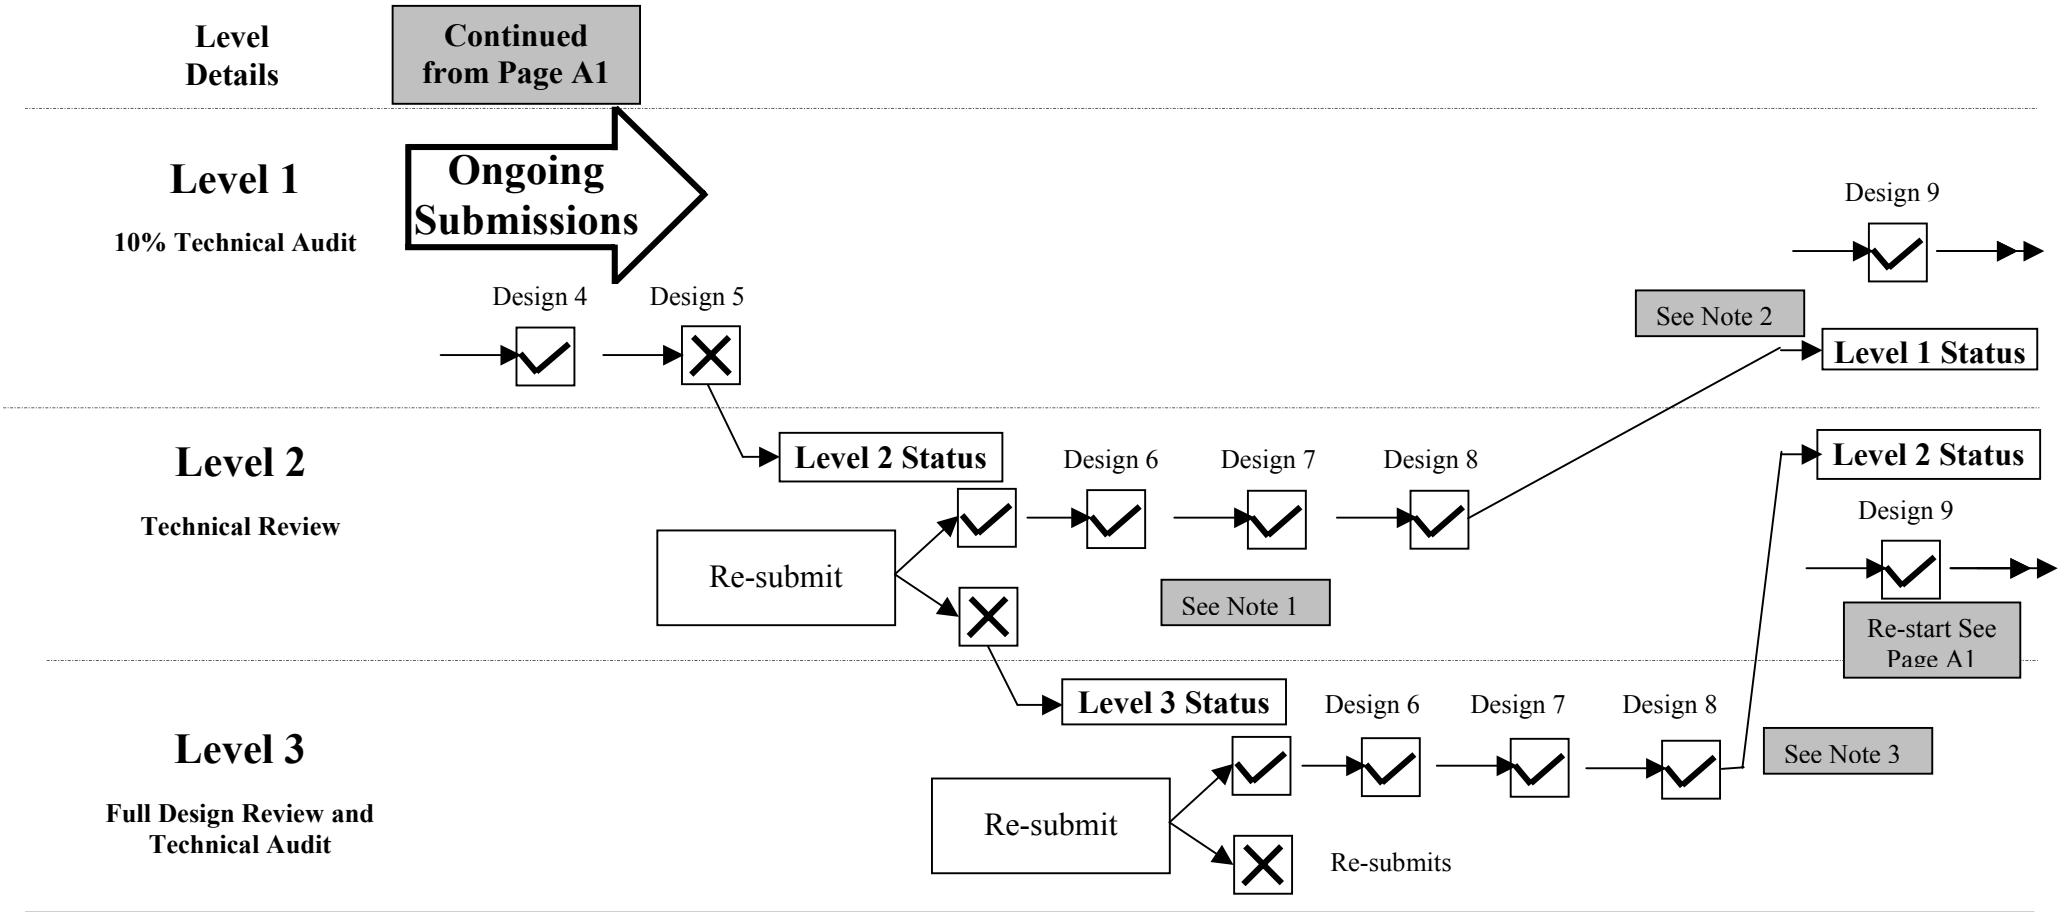 Level
Details
Continued
from Page A1
Level 1
10% Technical Audit
Ongoing
Submissions
Design 4
Design 5
Design 9
See Note 2
Level 1 Status
Level 2
Technical Review
Level 2 Status
Design 6
Design 7
Design 8
Re-submit
See Note 1
Level 2 Status
Design 9
Re-start See
Page A1
Level 3
Full Design Review and
Technical Audit
Level 3 Status
Design 6
Design 7
Design 8
See Note 3
Re-submit
Re-submits